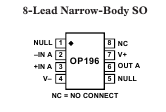 8-Lead Narrow-Body SO
NULL 1 8 NC
–IN A 2 7 V+
+IN A 3 6 OUT A
V– 4 5 NULL
OP196
NC = NO CONNECT